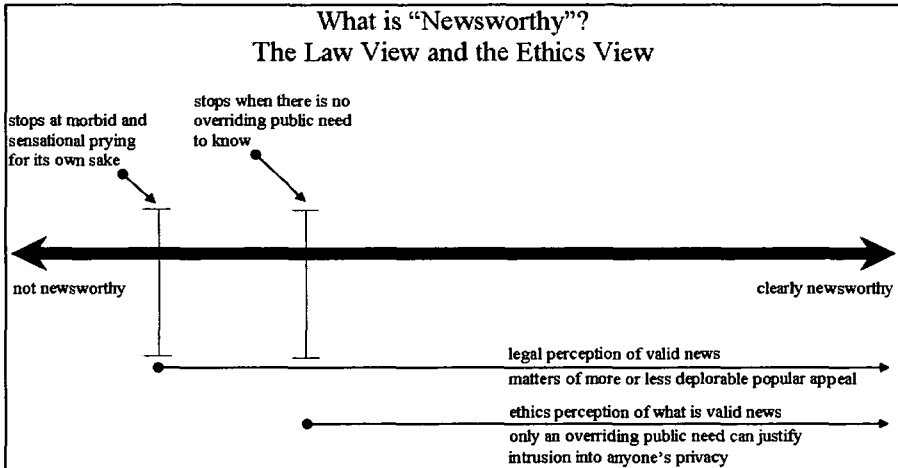 What is “Newsworthy”?
The Law View and the Ethics View
stops at morbid and
sensational prying
for its own sake
stops when there is no
overriding public need
to know
not newsworthy
clearly newsworthy
legal perception of valid news
matters of more or less deplorable popular appeal
ethics perception of what is valid news
only an overriding public need can justify
intrusion into anyone’s privacy